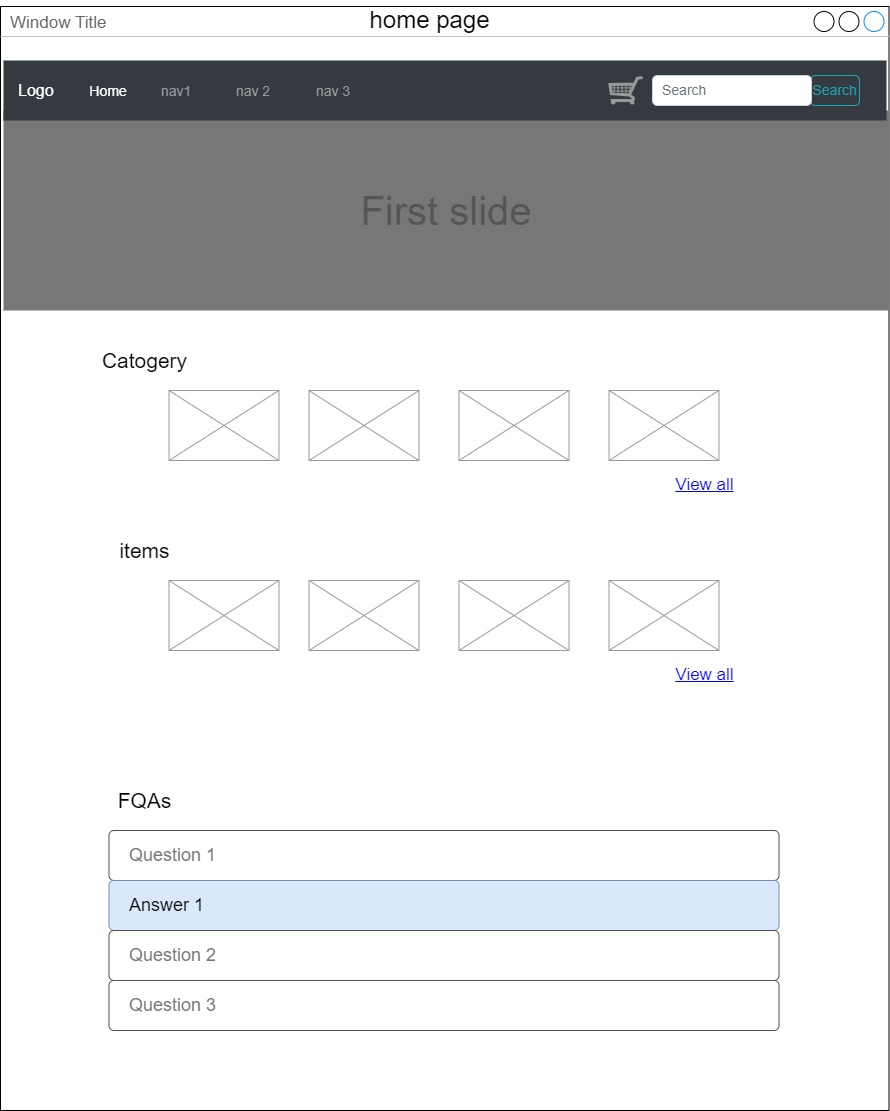 Window Title
home page
Logo Home nav1 nav 2 nav 3 Search Search
First slide
Catogery
View all
items
View all
FQAs
Question 1
Answer 1
Question 2
Question 3